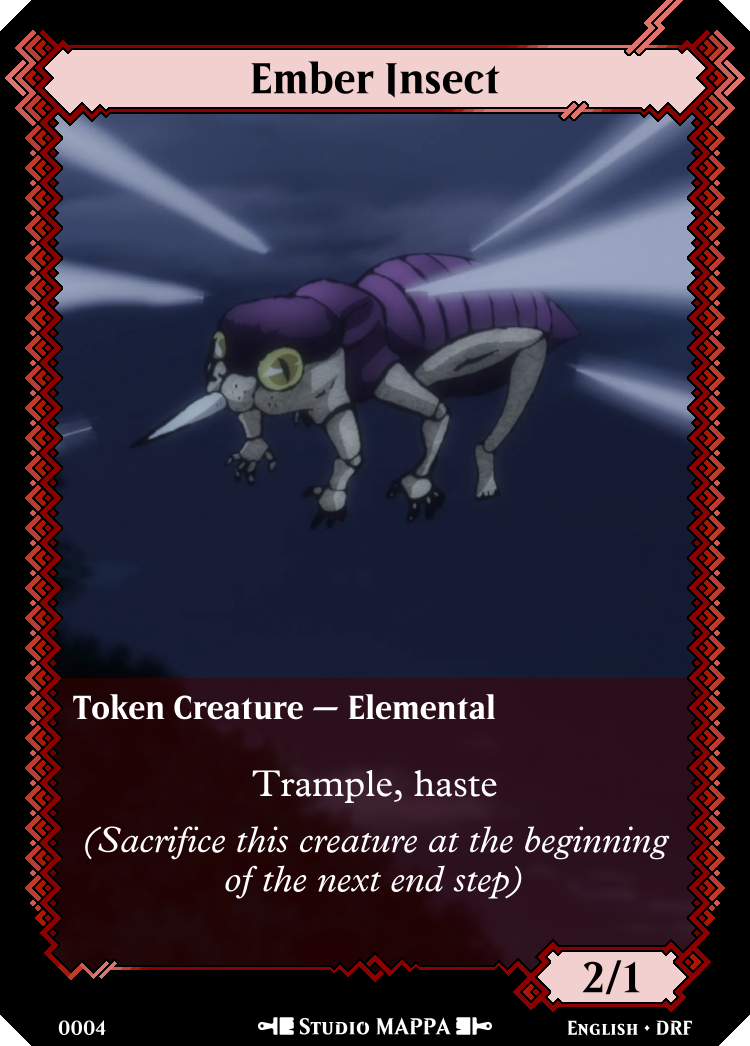 Ember Insect
Token Creature — Elemental
Trample, haste
(Sacrifice this creature at the beginning
of the next end step)
2/1
0004
Studio MAPPA
English • DRF